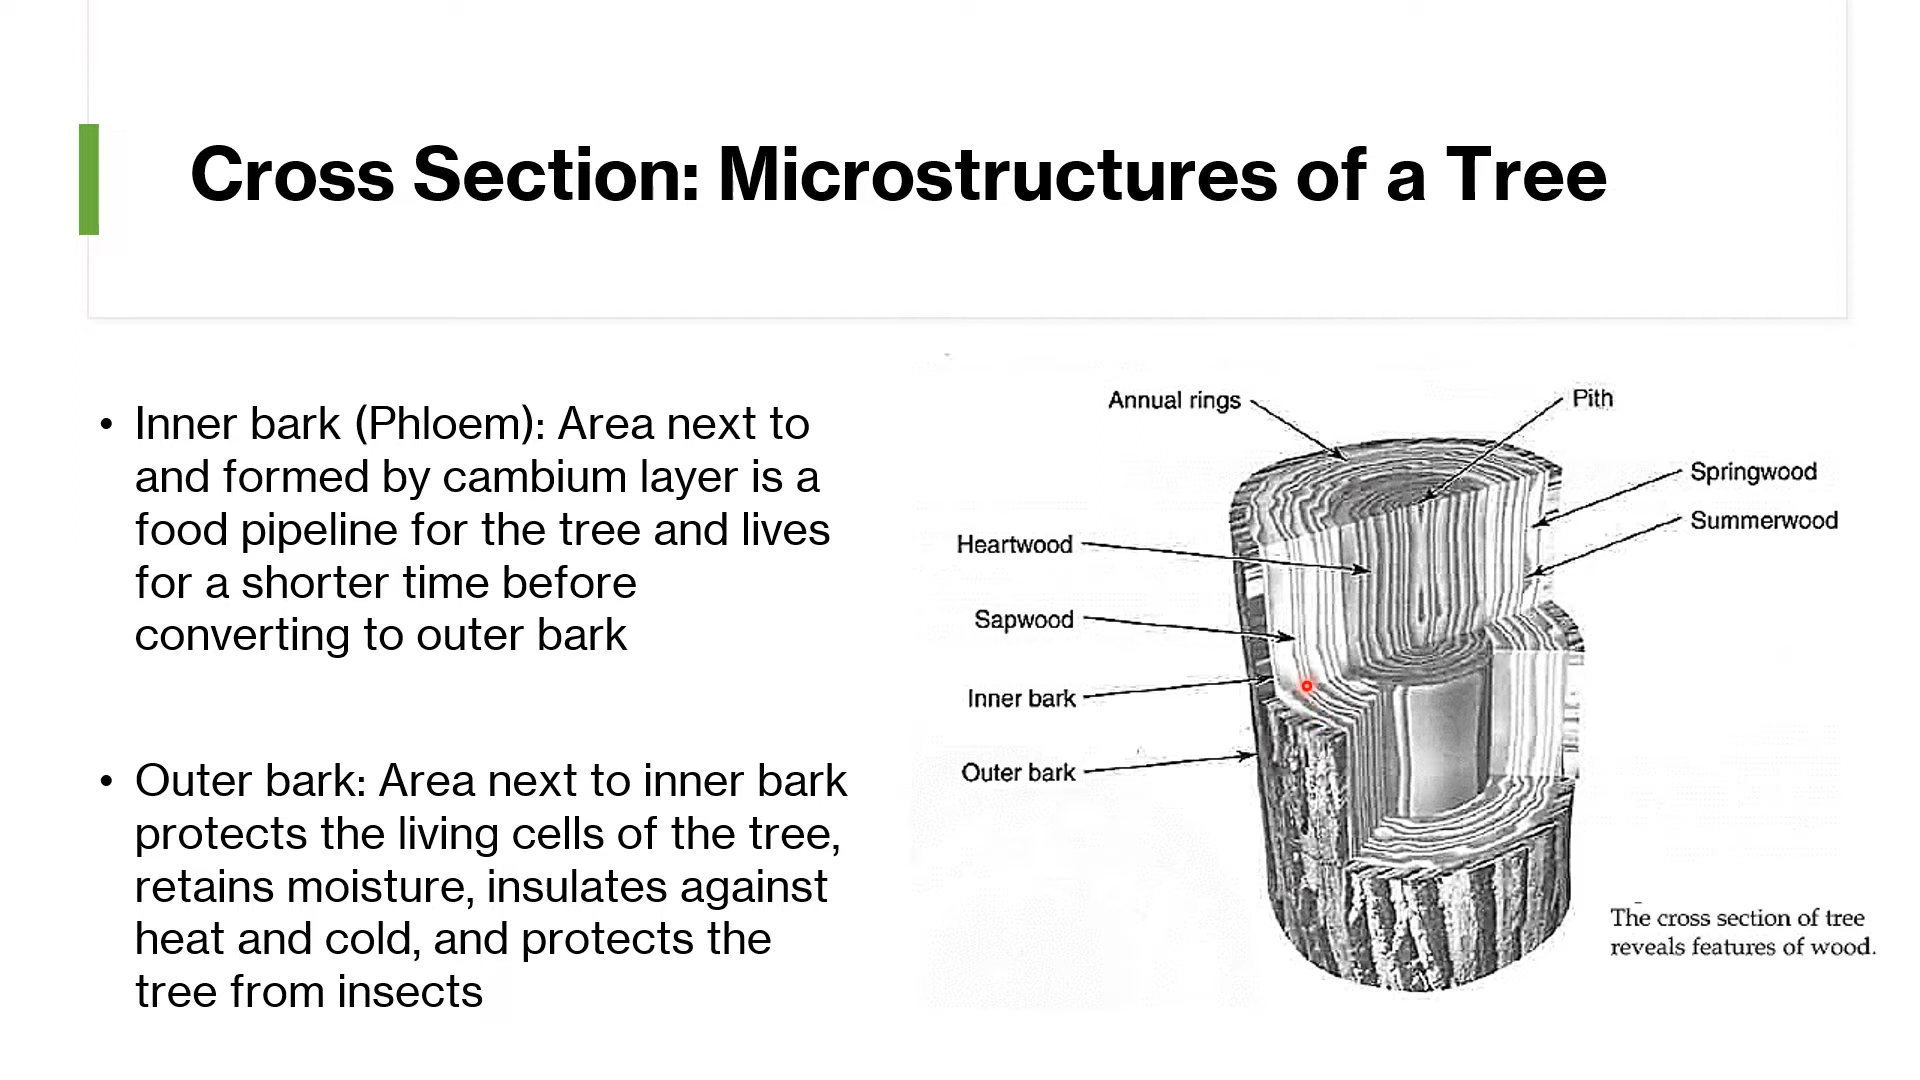 Cross Section: Microstructures of a Tree
• Inner bark (Phloem): Area next to
and formed by cambium layer is a
food pipeline for the tree and lives
for a shorter time before
converting to outer bark
• Outer bark: Area next to inner bark
protects the living cells of the tree,
retains moisture, insulates against
heat and cold, and protects the
tree from insects
Annual rings
Pith
Springwood
Summerwood
Heartwood
Sapwood
Inner bark
Outer bark
The cross section of tree
reveals features of wood.